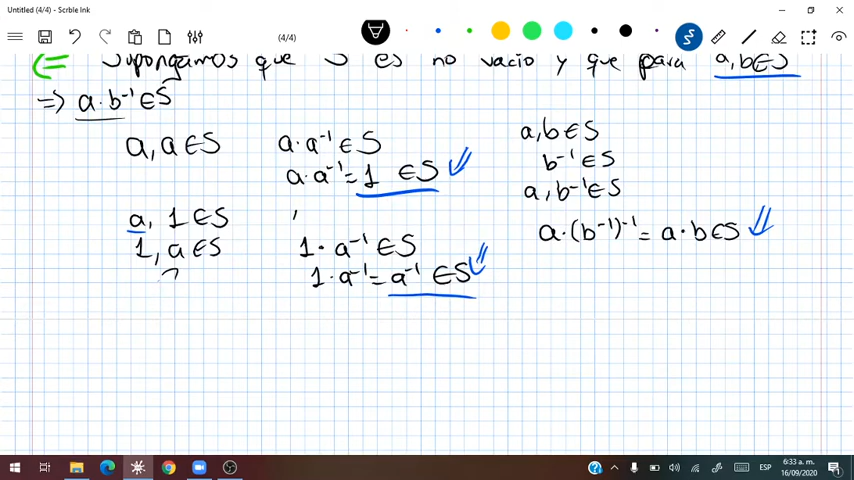 Untitled (4/4) - Scrble Ink
(4/4)
(⇐ Supongamos que S es no vacío y que para a,b∈S
=> a·b⁻¹∈S
a,a∈S
a·a⁻¹∈S
a·a⁻¹=1 ∈S
a, 1∈S
1,a∈S
1·a⁻¹∈S
1·a⁻¹=a⁻¹ ∈S
a,b∈S
b⁻¹∈S
a,b⁻¹∈S
a·(b⁻¹)⁻¹=a·b∈S
ESP
6:33 a. m.
16/09/2020